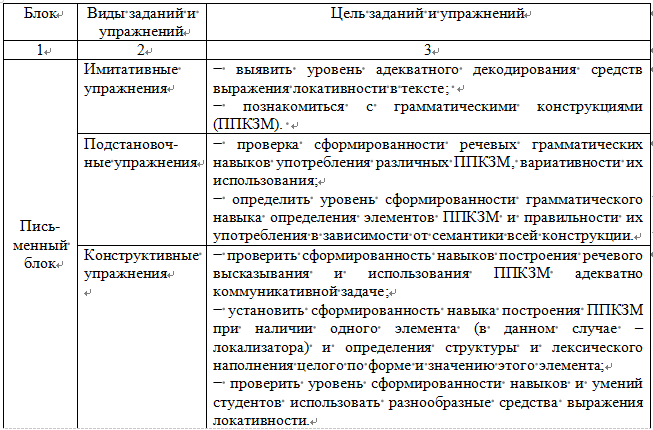 Блок
Виды заданий и
упражнений
Цель заданий и упражнений
1
2
3
Пись-
менный
блок
Имитативные
упражнения
– выявить уровень адекватного декодирования средств
выражения локативности в тексте;
– познакомиться с грамматическими конструкциями
(ППКЗМ).
Подстановоч-
ные упражнения
– проверка сформированности речевых грамматических
навыков употребления различных ППКЗМ, вариативности их
использования;
– определить уровень сформированности грамматического
навыка определения элементов ППКЗМ и правильности их
употребления в зависимости от семантики всей конструкции.
Конструктивные
упражнения
– проверить сформированность навыков построения речевого
высказывания и использования ППКЗМ адекватно
коммуникативной задаче;
– установить сформированность навыка построения ППКЗМ
при наличии одного элемента (в данном случае –
локализатора) и определения структуры и лексического
наполнения целого по форме и значению этого элемента;
– проверить уровень сформированности навыков и умений
студентов использовать разнообразные средства выражения
локативности.